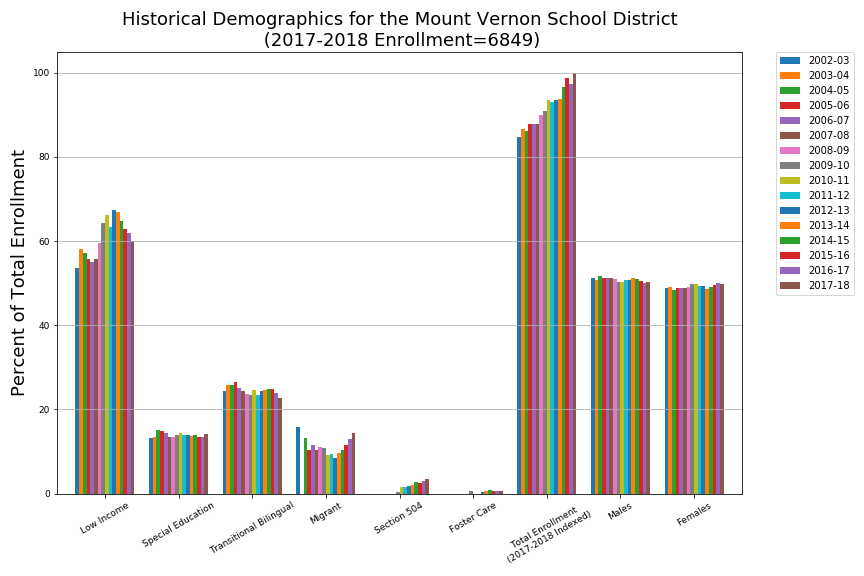 Historical Demographics for the Mount Vernon School District
(2017-2018 Enrollment=6849)
Percent of Total Enrollment
100
80
60
40
20
0
Low Income
Special Education
Transitional Bilingual
Migrant
Section 504
Foster Care
Total Enrollment
(2017-2018 Indexed)
Males
Females
2002-03
2003-04
2004-05
2005-06
2006-07
2007-08
2008-09
2009-10
2010-11
2011-12
2012-13
2013-14
2014-15
2015-16
2016-17
2017-18